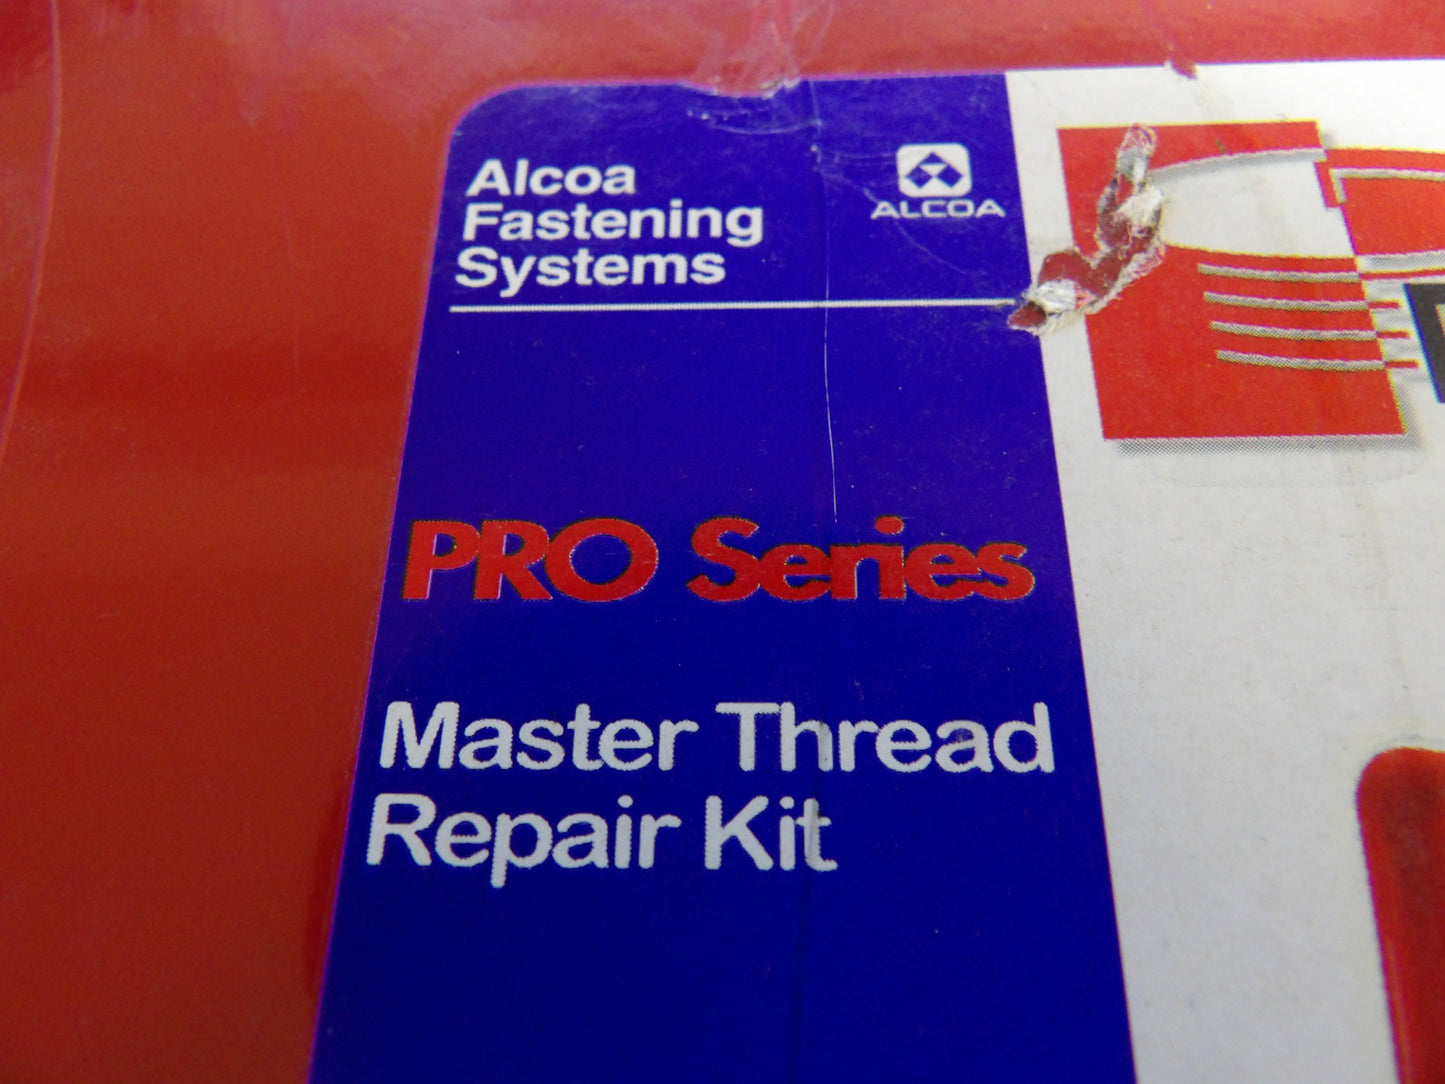 Alcoa
Fastening
Systems
ALCOA
PRO Series
Master Thread
Repair Kit